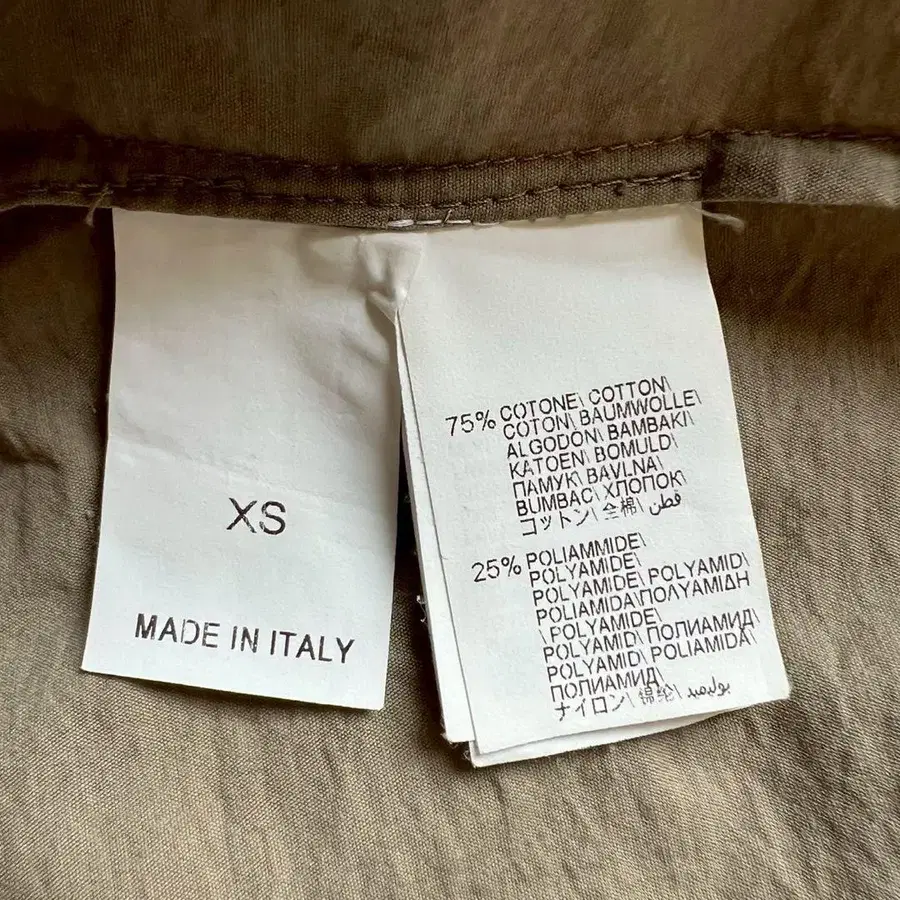 XS
MADE IN ITALY
75% COTONE\ COTTON\
COTON\ BAUMWOLLE\
ALGODON\ BAMBAKI\
KATOEN\ BOMULD\
ПАМУК\ BAVLNA\
BUMBAC\ ХЛОПОК\
コットン\ 全棉\ قطن
25% POLIAMMIDE\
POLYAMIDE\
POLYAMIDE\ POLYAMID\
POLIAMIDA\ΠΟΛΥΑΜΙΔΗ
\ POLYAMIDE\
POLYAMID\ ПОЛИАМИД\
POLYAMID\ POLIAMIDA\
ПОЛИАМИД\
ナイロン\ 锦纶\ بوليميد